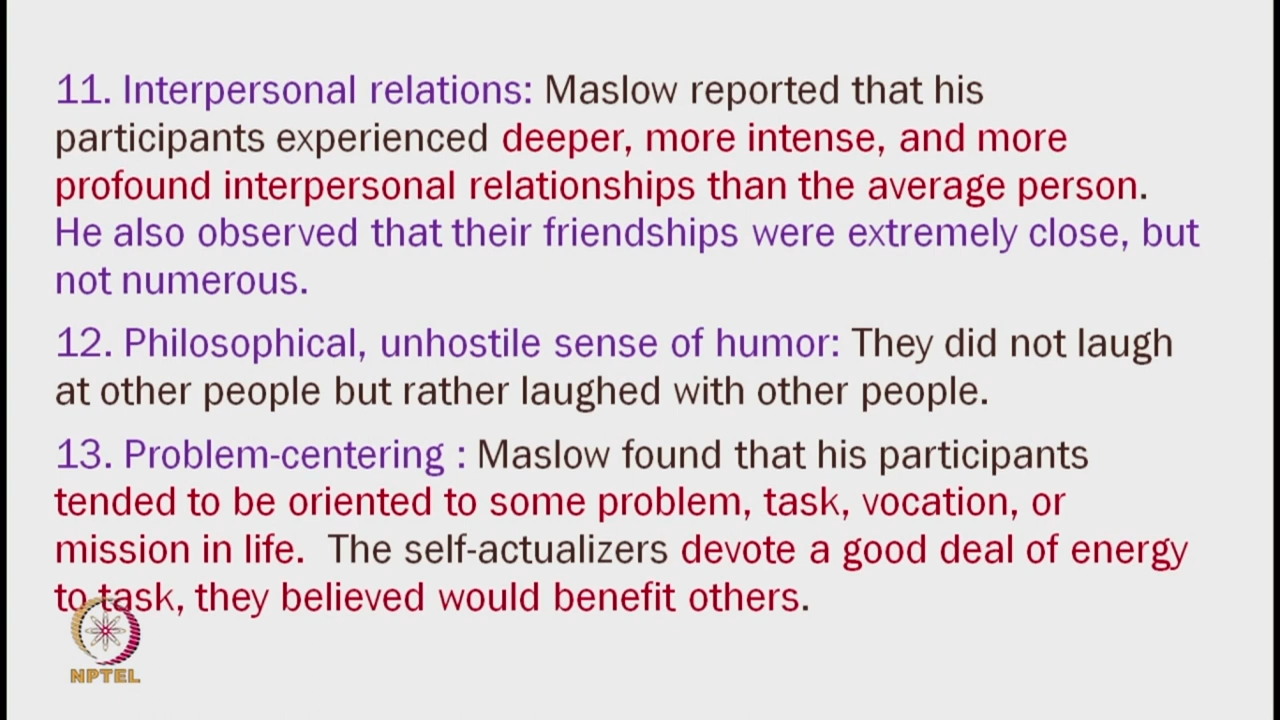 11. Interpersonal relations: Maslow reported that his
participants experienced deeper, more intense, and more
profound interpersonal relationships than the average person.
He also observed that their friendships were extremely close, but
not numerous.
12. Philosophical, unhostile sense of humor: They did not laugh
at other people but rather laughed with other people.
13. Problem-centering : Maslow found that his participants
tended to be oriented to some problem, task, vocation, or
mission in life. The self-actualizers devote a good deal of energy
to task, they believed would benefit others.
NPTEL